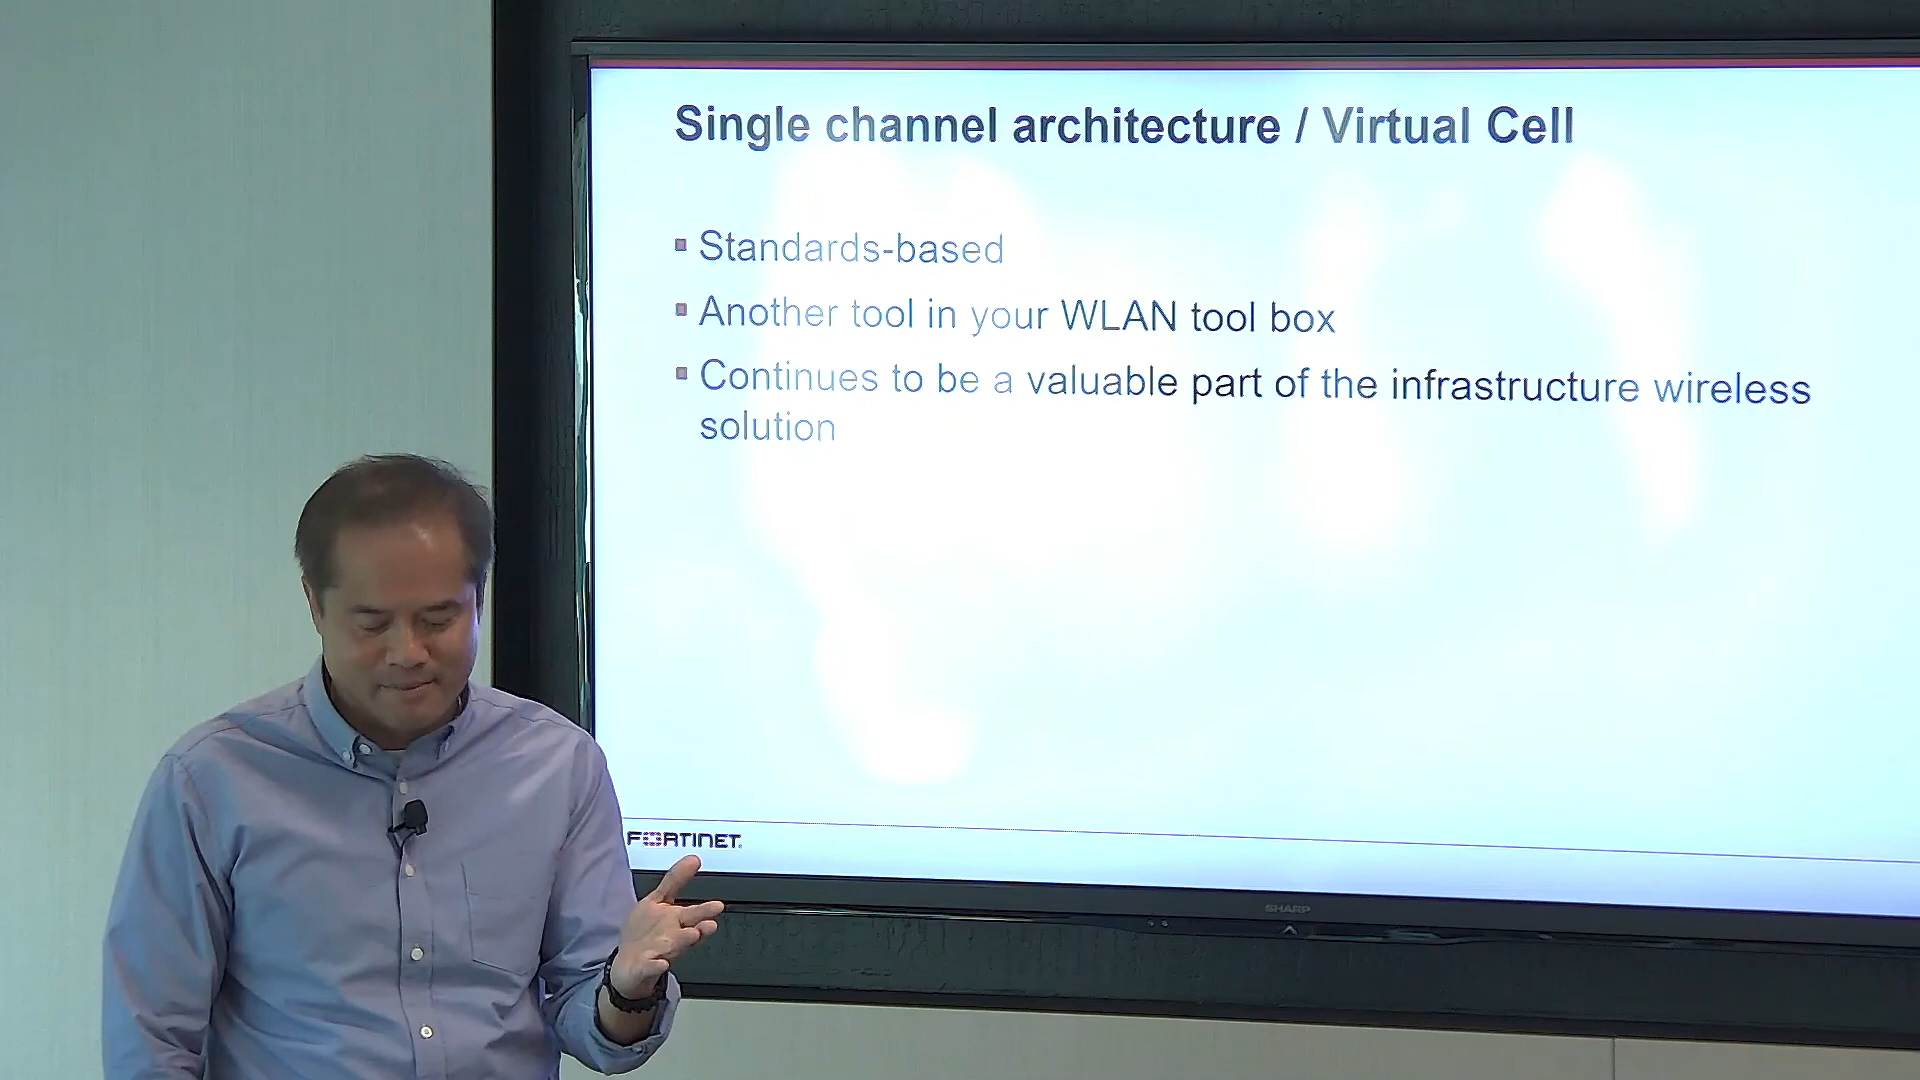 Single channel architecture / Virtual Cell
Standards-based
Another tool in your WLAN tool box
Continues to be a valuable part of the infrastructure wireless
solution
FORTINET
SHARP